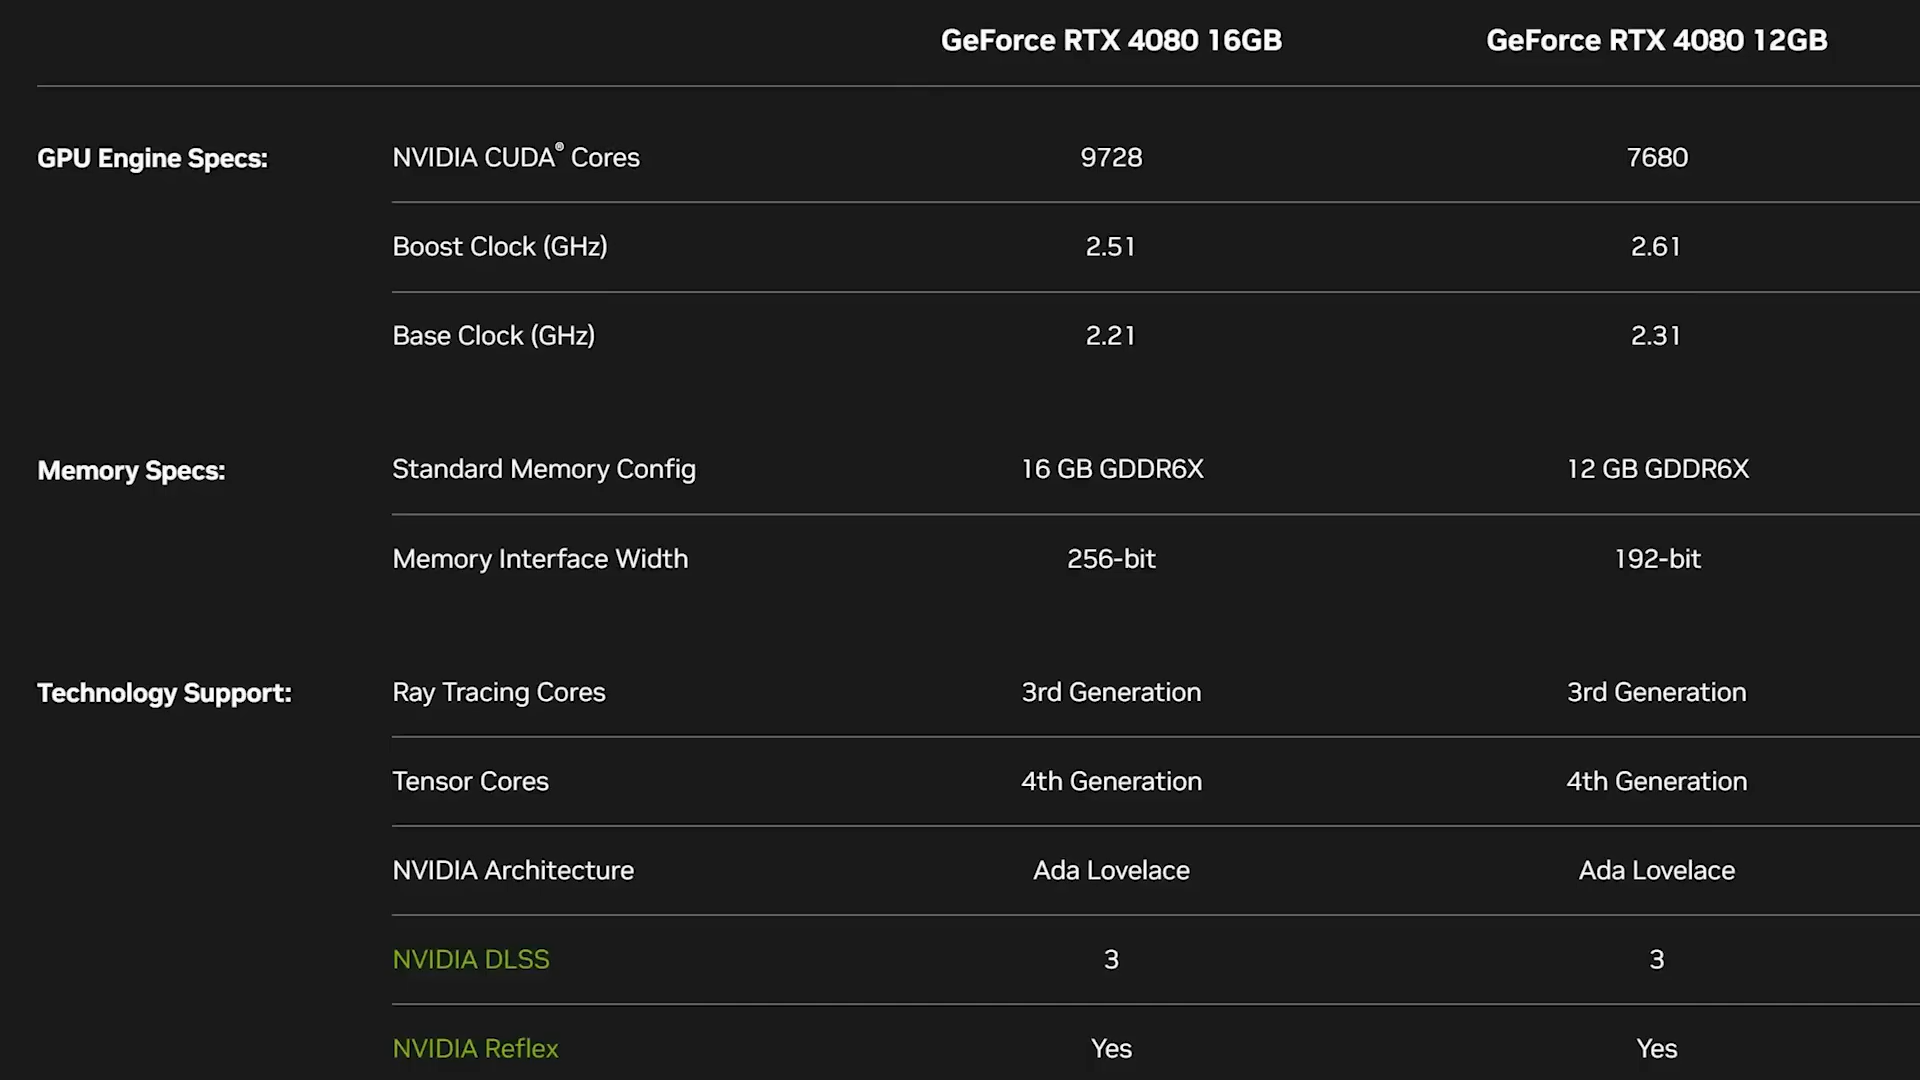 GeForce RTX 4080 16GB GeForce RTX 4080 12GB
GPU Engine Specs: NVIDIA CUDA® Cores 9728 7680
Boost Clock (GHz) 2.51 2.61
Base Clock (GHz) 2.21 2.31
Memory Specs: Standard Memory Config 16 GB GDDR6X 12 GB GDDR6X
Memory Interface Width 256-bit 192-bit
Technology Support: Ray Tracing Cores 3rd Generation 3rd Generation
Tensor Cores 4th Generation 4th Generation
NVIDIA Architecture Ada Lovelace Ada Lovelace
NVIDIA DLSS 3 3
NVIDIA Reflex Yes Yes